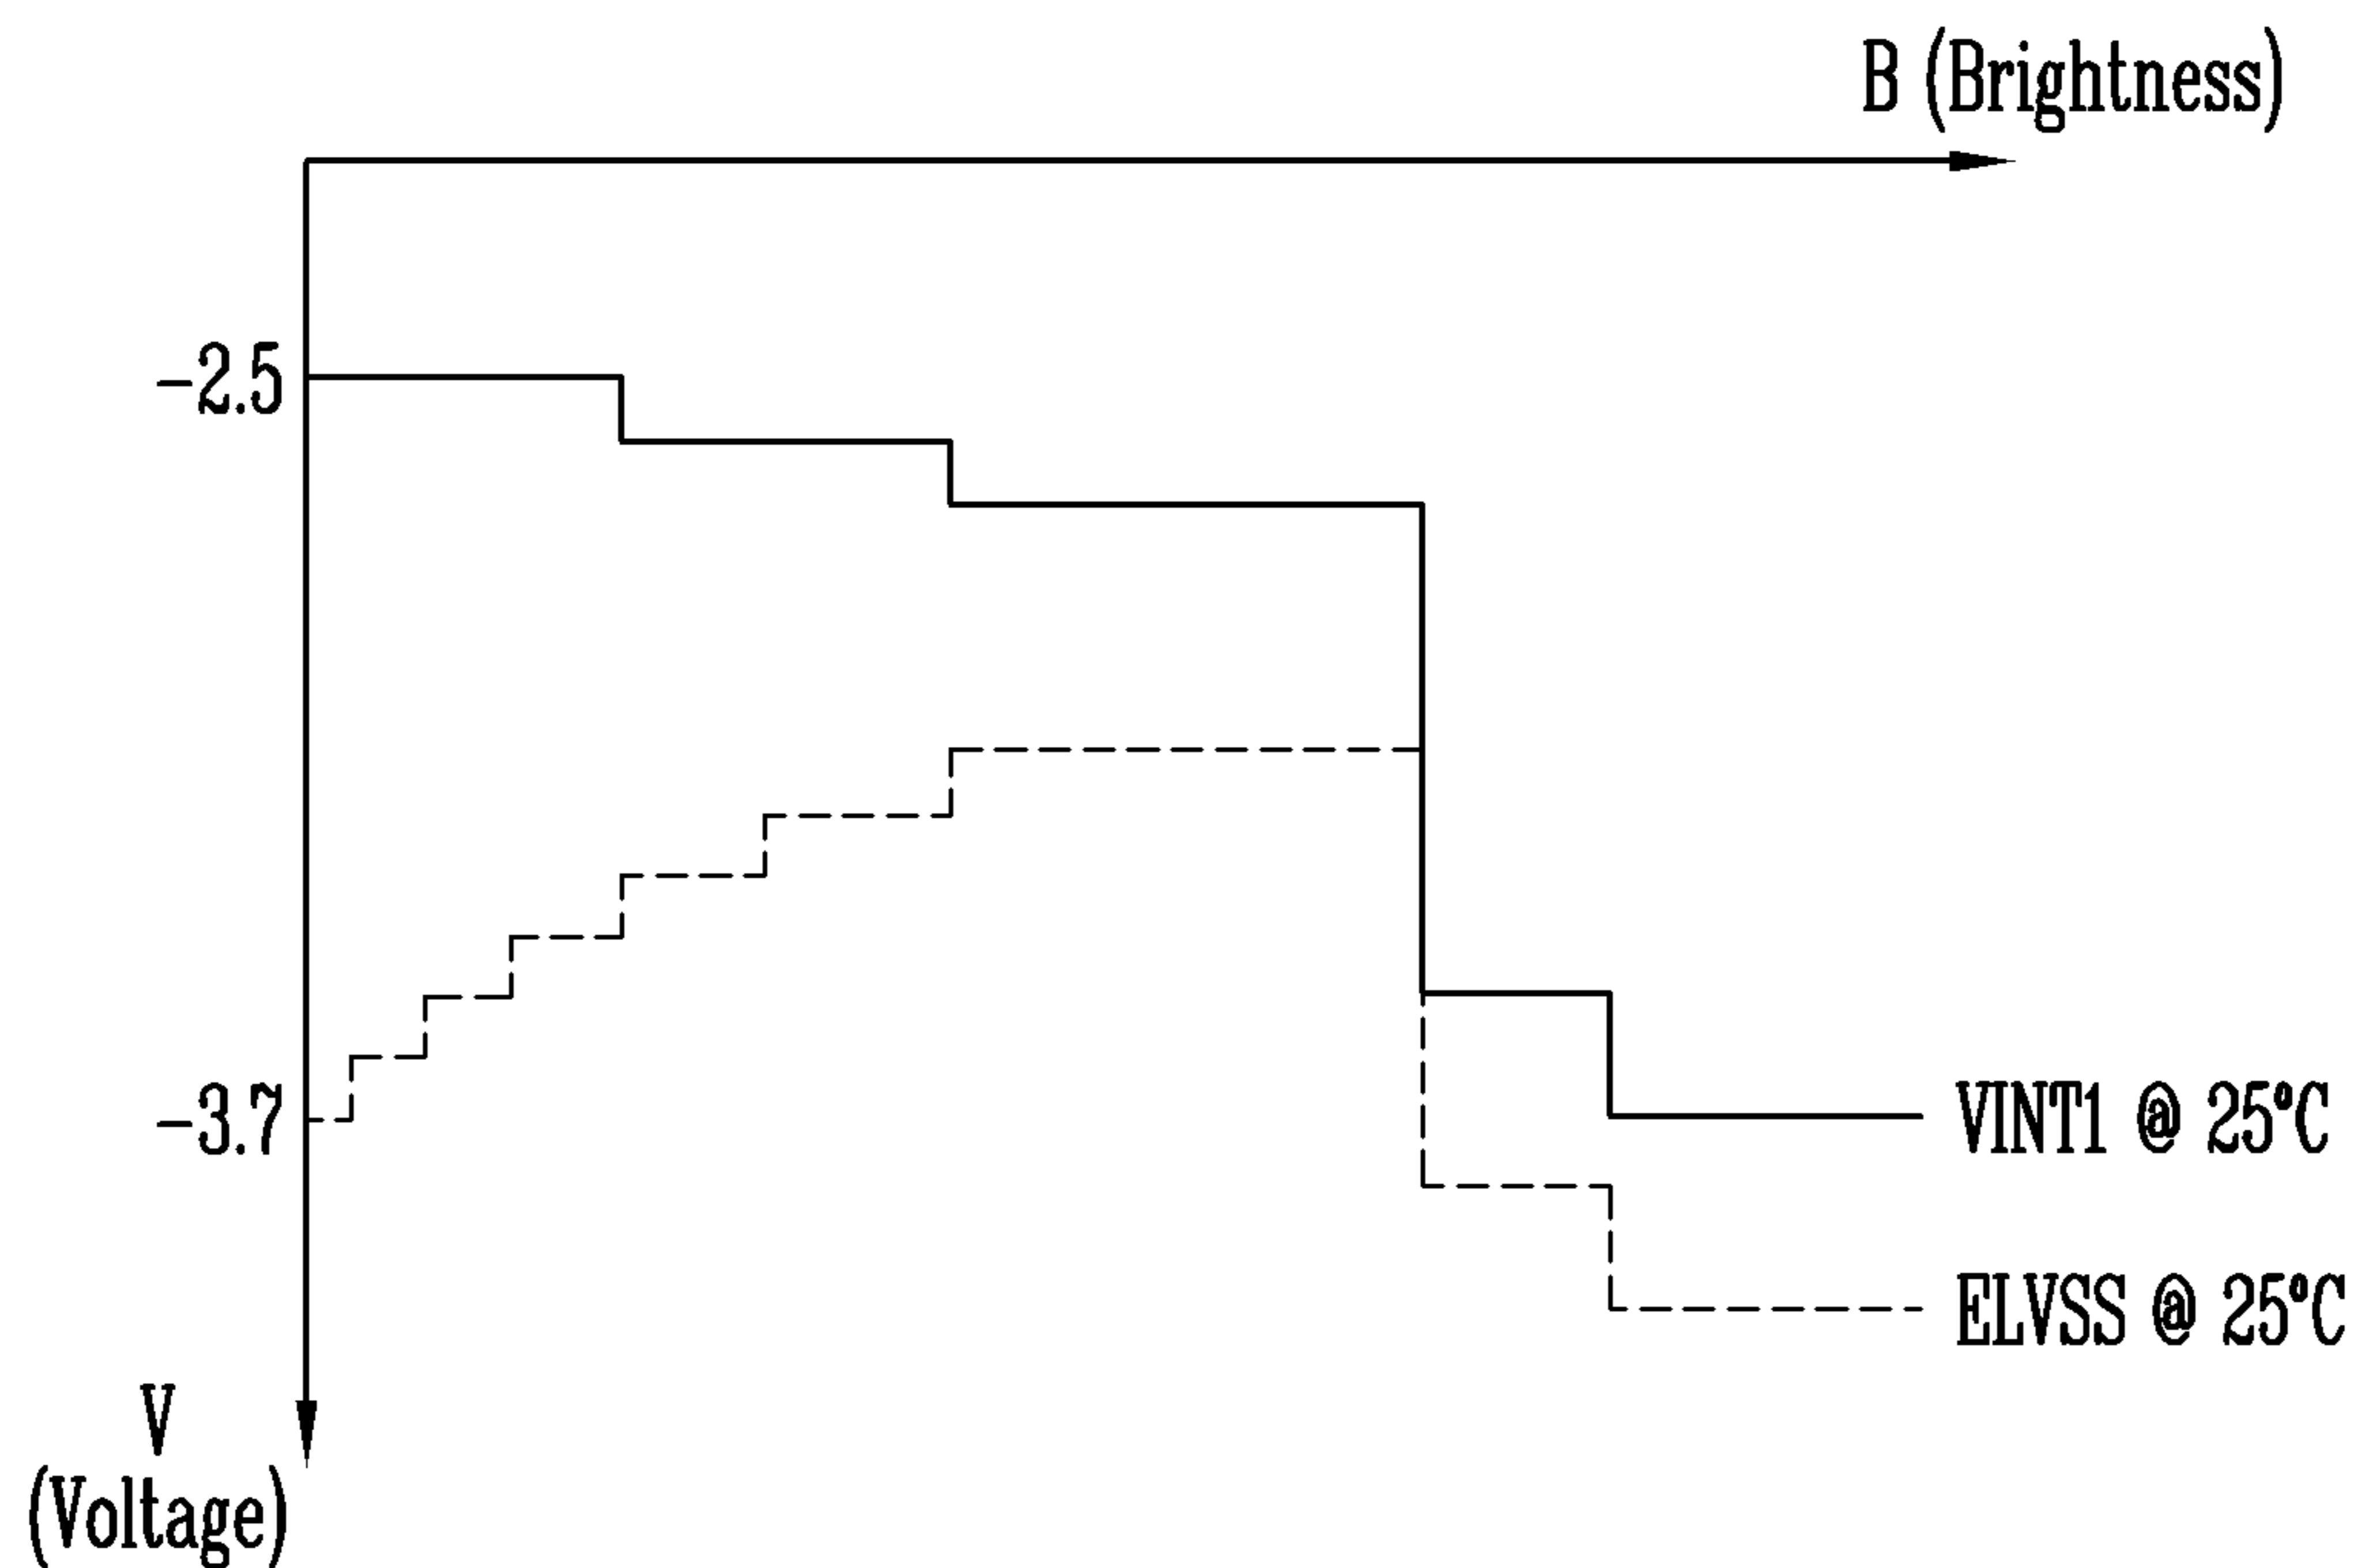 B (Brightness)
-2.5
-3.7
VINT1 @ 25°C
ELVSS @ 25°C
V
(Voltage)